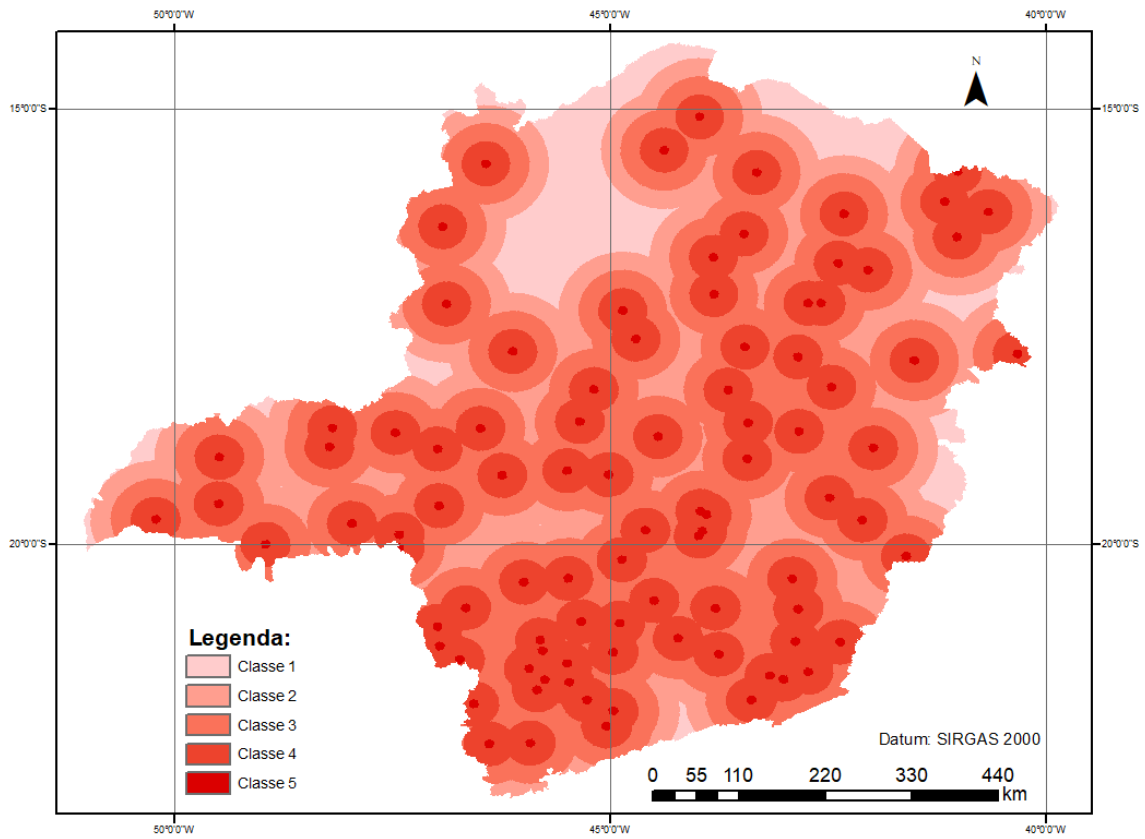 50°0'0"W 45°0'0"W 40°0'0"W
N
15°0'0"S 15°0'0"S
20°0'0"S 20°0'0"S
Legenda:
Classe 1
Classe 2
Classe 3
Classe 4
Classe 5
Datum: SIRGAS 2000
0 55 110 220 330 440
km
50°0'0"W 45°0'0"W 40°0'0"W